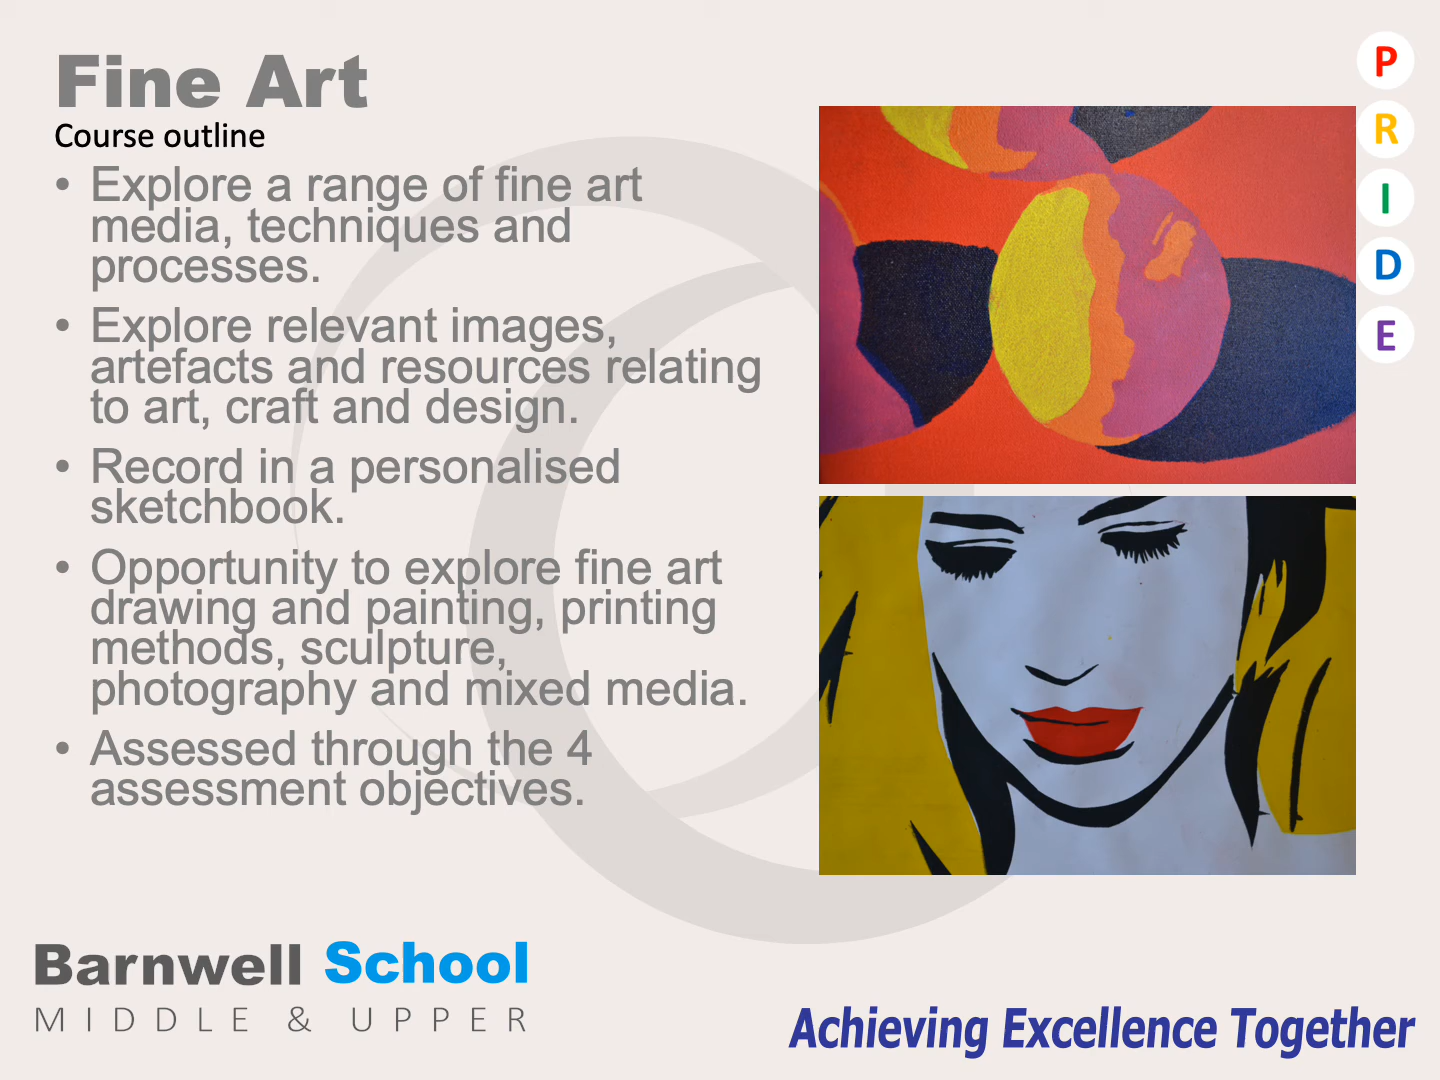 Fine Art
Course outline
• Explore a range of fine art
media, techniques and
processes.
• Explore relevant images,
artefacts and resources relating
to art, craft and design.
• Record in a personalised
sketchbook.
• Opportunity to explore fine art
drawing and painting, printing
methods, sculpture,
photography and mixed media.
• Assessed through the 4
assessment objectives.
P
R
I
D
E
Barnwell School
MIDDLE & UPPER
Achieving Excellence Together